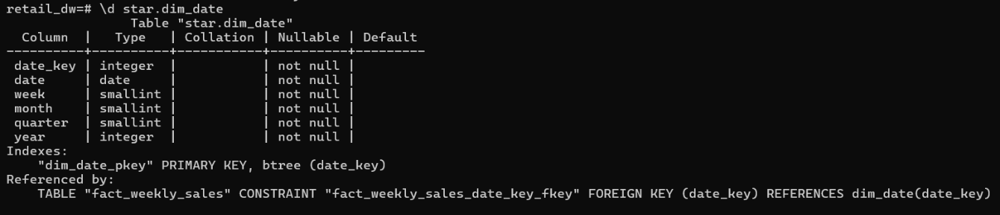 retail_dw=# \d star.dim_date
                Table "star.dim_date"
  Column  |   Type   | Collation | Nullable | Default
----------+----------+-----------+----------+---------
 date_key | integer  |           | not null |
 date     | date     |           | not null |
 week     | smallint |           | not null |
 month    | smallint |           | not null |
 quarter  | smallint |           | not null |
 year     | integer  |           | not null |
Indexes:
    "dim_date_pkey" PRIMARY KEY, btree (date_key)
Referenced by:
    TABLE "fact_weekly_sales" CONSTRAINT "fact_weekly_sales_date_key_fkey" FOREIGN KEY (date_key) REFERENCES dim_date(date_key)